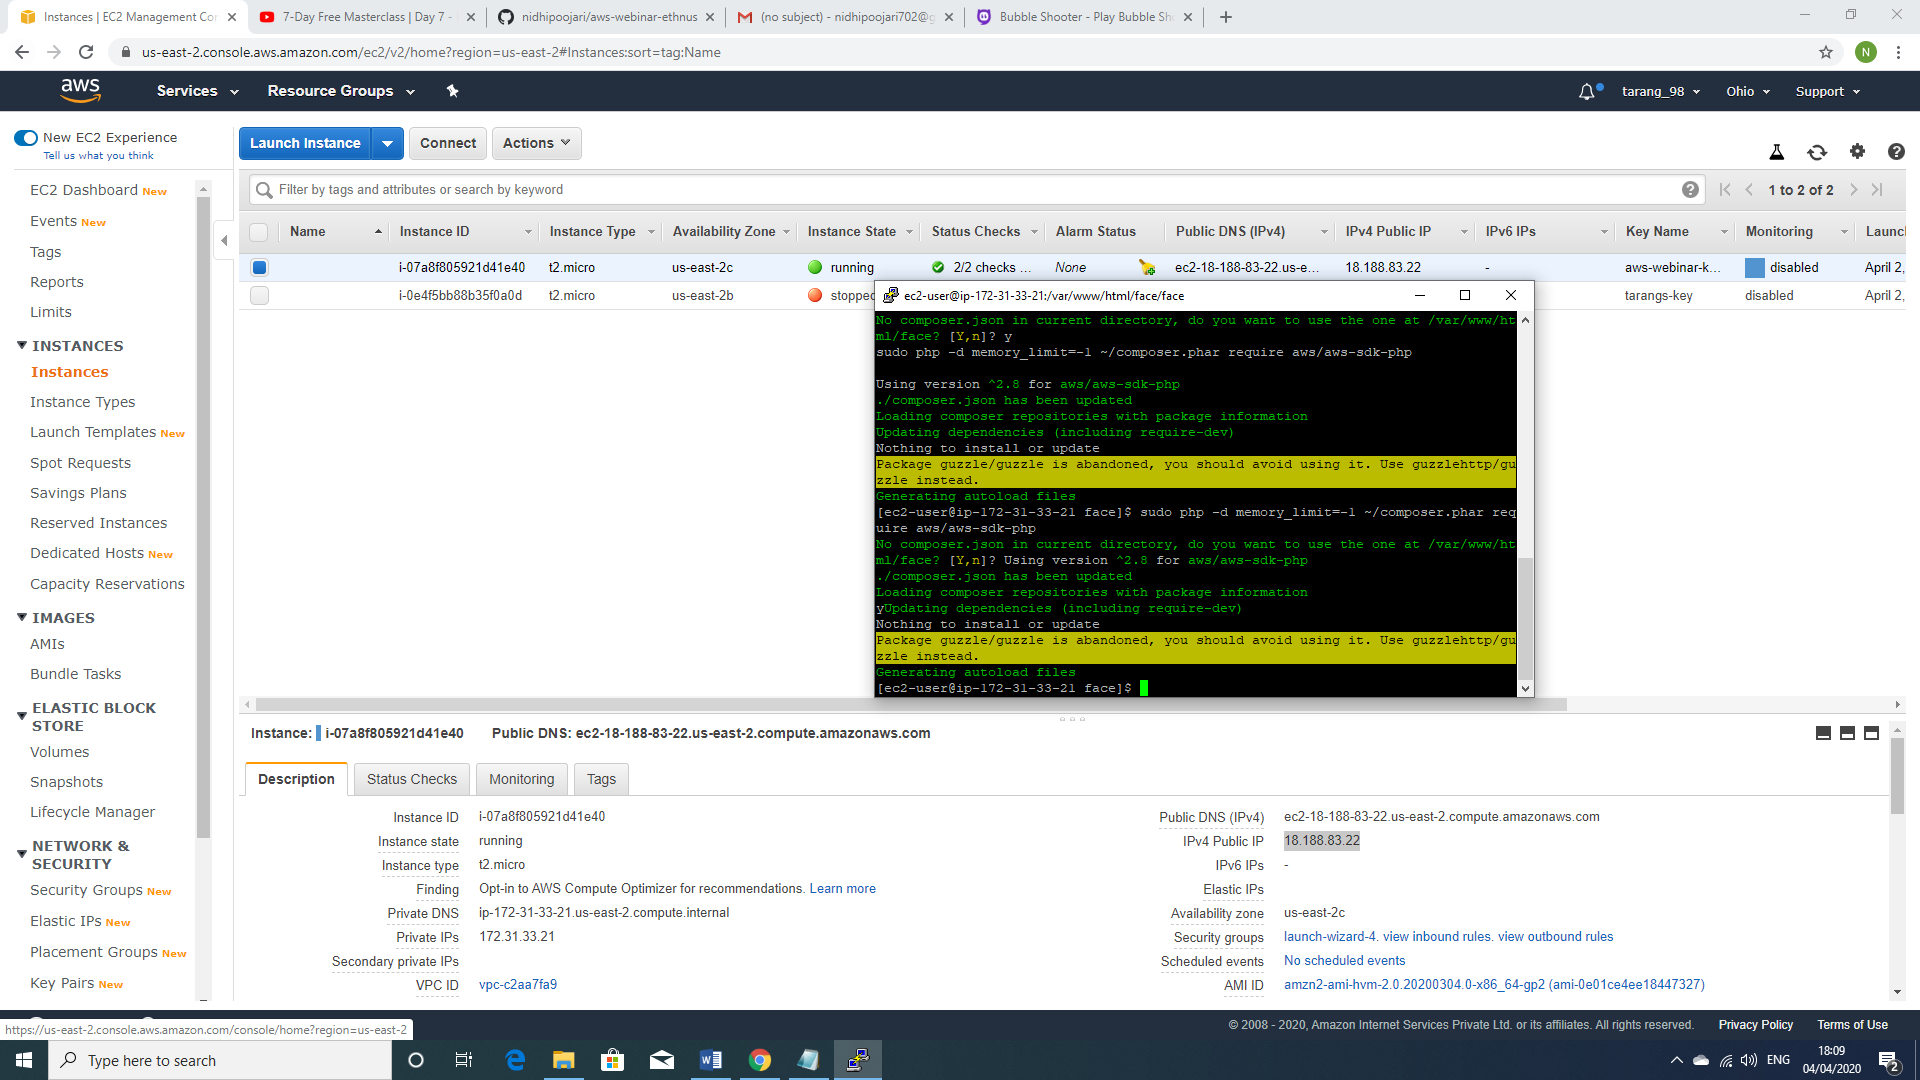 Instances | EC2 Management Con
7-Day Free Masterclass | Day 7 -
nidhipoojari/aws-webinar-ethnus
(no subject) - nidhipoojari702@g
Bubble Shooter - Play Bubble Sh
us-east-2.console.aws.amazon.com/ec2/v2/home?region=us-east-2#Instances:sort=tag:Name
N
aws Services Resource Groups tarang_98 Ohio Support
New EC2 Experience
Tell us what you think
Launch Instance Connect Actions
EC2 Dashboard New
Events New
Tags
Reports
Limits
INSTANCES
Instances
Instance Types
Launch Templates New
Spot Requests
Savings Plans
Reserved Instances
Dedicated Hosts New
Capacity Reservations
IMAGES
AMIs
Bundle Tasks
ELASTIC BLOCK
STORE
Volumes
Snapshots
Lifecycle Manager
NETWORK &
SECURITY
Security Groups New
Elastic IPs New
Placement Groups New
Key Pairs New
Filter by tags and attributes or search by keyword
1 to 2 of 2
Name Instance ID Instance Type Availability Zone Instance State Status Checks Alarm Status Public DNS (IPv4) IPv4 Public IP IPv6 IPs Key Name Monitoring Launc
i-07a8f805921d41e40 t2.micro us-east-2c running 2/2 checks ... None ec2-18-188-83-22.us-e... 18.188.83.22 - aws-webinar-k... disabled April 2,
i-0e4f5bb88b35f0a0d t2.micro us-east-2b stopped tarangs-key disabled April 2,
ec2-user@ip-172-31-33-21:/var/www/html/face/face
No composer.json in current directory, do you want to use the one at /var/www/ht
ml/face? [Y,n]? y
sudo php -d memory_limit=-1 ~/composer.phar require aws/aws-sdk-php
Using version ^2.8 for aws/aws-sdk-php
./composer.json has been updated
Loading composer repositories with package information
Updating dependencies (including require-dev)
Nothing to install or update
Package guzzle/guzzle is abandoned, you should avoid using it. Use guzzlehttp/gu
zzle instead.
Generating autoload files
[ec2-user@ip-172-31-33-21 face]$ sudo php -d memory_limit=-1 ~/composer.phar req
uire aws/aws-sdk-php
No composer.json in current directory, do you want to use the one at /var/www/ht
ml/face? [Y,n]? Using version ^2.8 for aws/aws-sdk-php
./composer.json has been updated
Loading composer repositories with package information
yUpdating dependencies (including require-dev)
Nothing to install or update
Package guzzle/guzzle is abandoned, you should avoid using it. Use guzzlehttp/gu
zzle instead.
Generating autoload files
[ec2-user@ip-172-31-33-21 face]$
Instance: i-07a8f805921d41e40 Public DNS: ec2-18-188-83-22.us-east-2.compute.amazonaws.com
Description Status Checks Monitoring Tags
Instance ID i-07a8f805921d41e40
Instance state running
Instance type t2.micro
Finding Opt-in to AWS Compute Optimizer for recommendations. Learn more
Private DNS ip-172-31-33-21.us-east-2.compute.internal
Private IPs 172.31.33.21
Secondary private IPs
VPC ID vpc-c2aa7fa9
Public DNS (IPv4) ec2-18-188-83-22.us-east-2.compute.amazonaws.com
IPv4 Public IP 18.188.83.22
IPv6 IPs -
Elastic IPs
Availability zone us-east-2c
Security groups launch-wizard-4. view inbound rules. view outbound rules
Scheduled events No scheduled events
AMI ID amzn2-ami-hvm-2.0.20200304.0-x86_64-gp2 (ami-0e01ce4ee18447327)
https://us-east-2.console.aws.amazon.com/console/home?region=us-east-2
© 2008 - 2020, Amazon Internet Services Private Ltd. or its affiliates. All rights reserved. Privacy Policy Terms of Use
Type here to search
ENG
18:09
04/04/2020
2